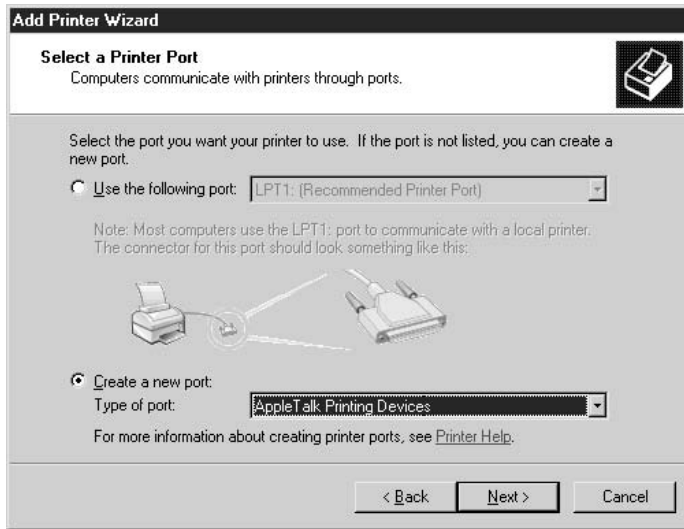 Add Printer Wizard
Select a Printer Port
Computers communicate with printers through ports.
Select the port you want your printer to use. If the port is not listed, you can create a
new port.
Use the following port: LPT1: (Recommended Printer Port)
Note: Most computers use the LPT1: port to communicate with a local printer.
The connector for this port should look something like this:
Create a new port:
Type of port: AppleTalk Printing Devices
For more information about creating printer ports, see Printer Help.
< Back Next > Cancel